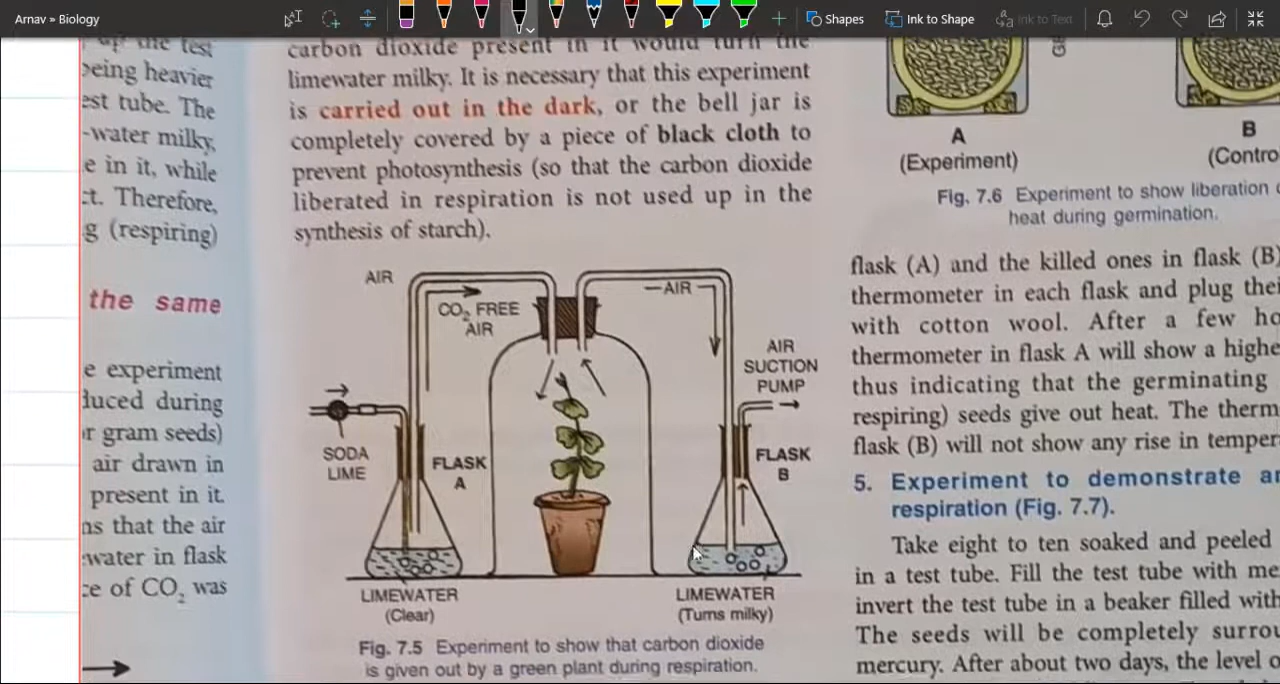 Arnav » Biology
Shapes
Ink to Shape
Ink to Text
up the test
being heavier
est tube. The
-water milky,
e in it, while
ct. Therefore,
g (respiring)
the same
e experiment
duced during
r gram seeds)
air drawn in
present in it.
ns that the air
water in flask
ce of CO₂ was
carbon dioxide present in it would turn the
limewater milky. It is necessary that this experiment
is carried out in the dark, or the bell jar is
completely covered by a piece of black cloth to
prevent photosynthesis (so that the carbon dioxide
liberated in respiration is not used up in the
synthesis of starch).
AIR
CO₂ FREE
AIR
AIR
AIR
SUCTION
PUMP
SODA
LIME
FLASK
A
FLASK
B
LIMEWATER
(Clear)
LIMEWATER
(Turns milky)
Fig. 7.5 Experiment to show that carbon dioxide
is given out by a green plant during respiration.
A
(Experiment)
B
(Contro
Fig. 7.6 Experiment to show liberation
heat during germination.
flask (A) and the killed ones in flask (B)
thermometer in each flask and plug thei
with cotton wool. After a few ho
thermometer in flask A will show a highe
thus indicating that the germinating
respiring) seeds give out heat. The therm
flask (B) will not show any rise in temper
5. Experiment to demonstrate an
respiration (Fig. 7.7).
Take eight to ten soaked and peeled
in a test tube. Fill the test tube with me
invert the test tube in a beaker filled with
The seeds will be completely surrou
mercury. After about two days, the level o